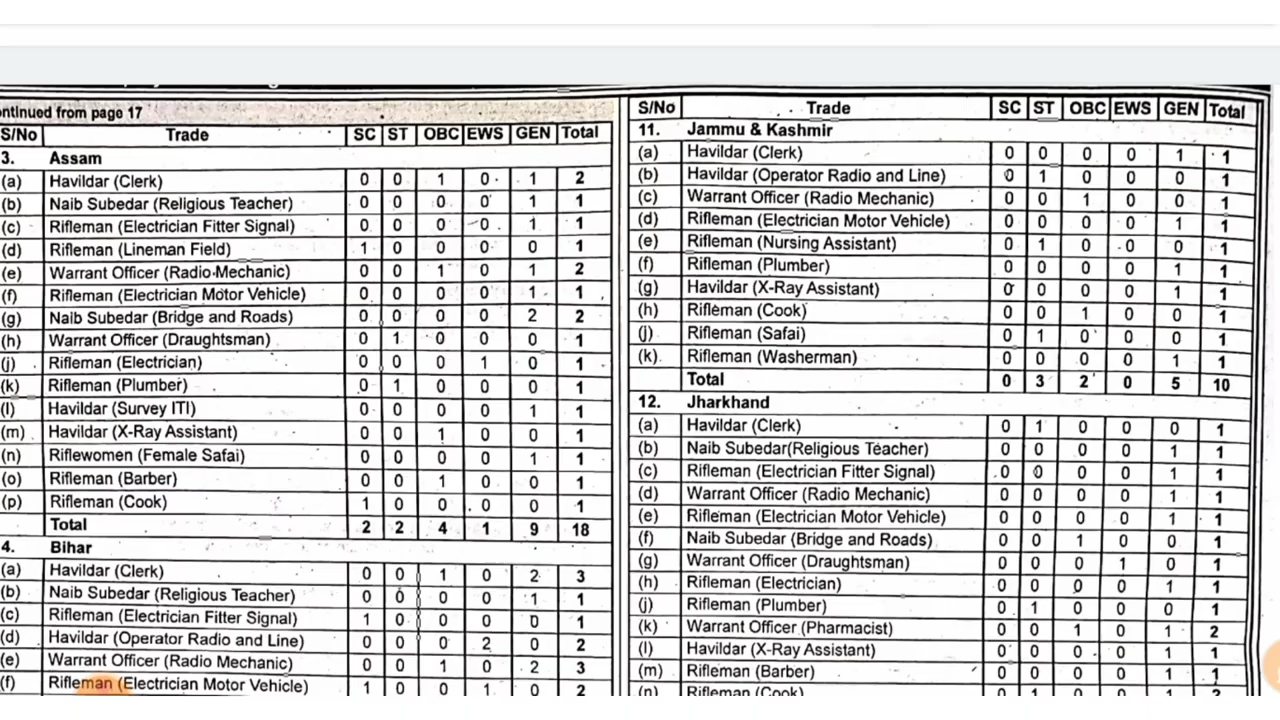 ntinued from page 17
S/No Trade SC ST OBC EWS GEN Total
3. Assam
(a) Havildar (Clerk) 0 0 1 0 1 2
(b) Naib Subedar (Religious Teacher) 0 0 0 0 1 1
(c) Rifleman (Electrician Fitter Signal) 0 0 0 0 1 1
(d) Rifleman (Lineman Field) 1 0 0 0 0 1
(e) Warrant Officer (Radio Mechanic) 0 0 1 0 1 2
(f) Rifleman (Electrician Motor Vehicle) 0 0 0 0 1 1
(g) Naib Subedar (Bridge and Roads) 0 0 0 0 2 2
(h) Warrant Officer (Draughtsman) 0 1 0 0 0 1
(j) Rifleman (Electrician) 0 0 0 1 0 1
(k) Rifleman (Plumber) 0 1 0 0 0 1
(l) Havildar (Survey ITI) 0 0 0 0 1 1
(m) Havildar (X-Ray Assistant) 0 0 1 0 0 1
(n) Riflewomen (Female Safai) 0 0 0 0 1 1
(o) Rifleman (Barber) 0 0 1 0 0 1
(p) Rifleman (Cook) 1 0 0 0 0 1
Total 2 2 4 1 9 18
4. Bihar
(a) Havildar (Clerk) 0 0 1 0 2 3
(b) Naib Subedar (Religious Teacher) 0 0 0 0 1 1
(c) Rifleman (Electrician Fitter Signal) 1 0 0 0 0 1
(d) Havildar (Operator Radio and Line) 0 0 0 2 0 2
(e) Warrant Officer (Radio Mechanic) 0 0 1 0 2 3
(f) Rifleman (Electrician Motor Vehicle) 1 0 0 1 0 2
S/No Trade SC ST OBC EWS GEN Total
11. Jammu & Kashmir
(a) Havildar (Clerk) 0 0 0 0 1 1
(b) Havildar (Operator Radio and Line) 0 1 0 0 0 1
(c) Warrant Officer (Radio Mechanic) 0 0 1 0 0 1
(d) Rifleman (Electrician Motor Vehicle) 0 0 0 0 1 1
(e) Rifleman (Nursing Assistant) 0 1 0 0 0 1
(f) Rifleman (Plumber) 0 0 0 0 1 1
(g) Havildar (X-Ray Assistant) 0 0 0 0 1 1
(h) Rifleman (Cook) 0 0 1 0 0 1
(j) Rifleman (Safai) 0 1 0 0 0 1
(k) Rifleman (Washerman) 0 0 0 0 1 1
Total 0 3 2 0 5 10
12. Jharkhand
(a) Havildar (Clerk) 0 1 0 0 0 1
(b) Naib Subedar(Religious Teacher) 0 0 0 0 1 1
(c) Rifleman (Electrician Fitter Signal) 0 0 0 0 1 1
(d) Warrant Officer (Radio Mechanic) 0 0 0 0 1 1
(e) Rifleman (Electrician Motor Vehicle) 0 0 0 0 1 1
(f) Naib Subedar (Bridge and Roads) 0 0 1 0 0 1
(g) Warrant Officer (Draughtsman) 0 0 0 1 0 1
(h) Rifleman (Electrician) 0 0 0 0 1 1
(j) Rifleman (Plumber) 0 1 0 0 0 1
(k) Warrant Officer (Pharmacist) 0 0 1 0 1 2
(l) Havildar (X-Ray Assistant) 0 0 0 0 1 1
(m) Rifleman (Barber) 0 0 0 0 1 1
(n) Rifleman (Cook) 0 1 0 0 1 2